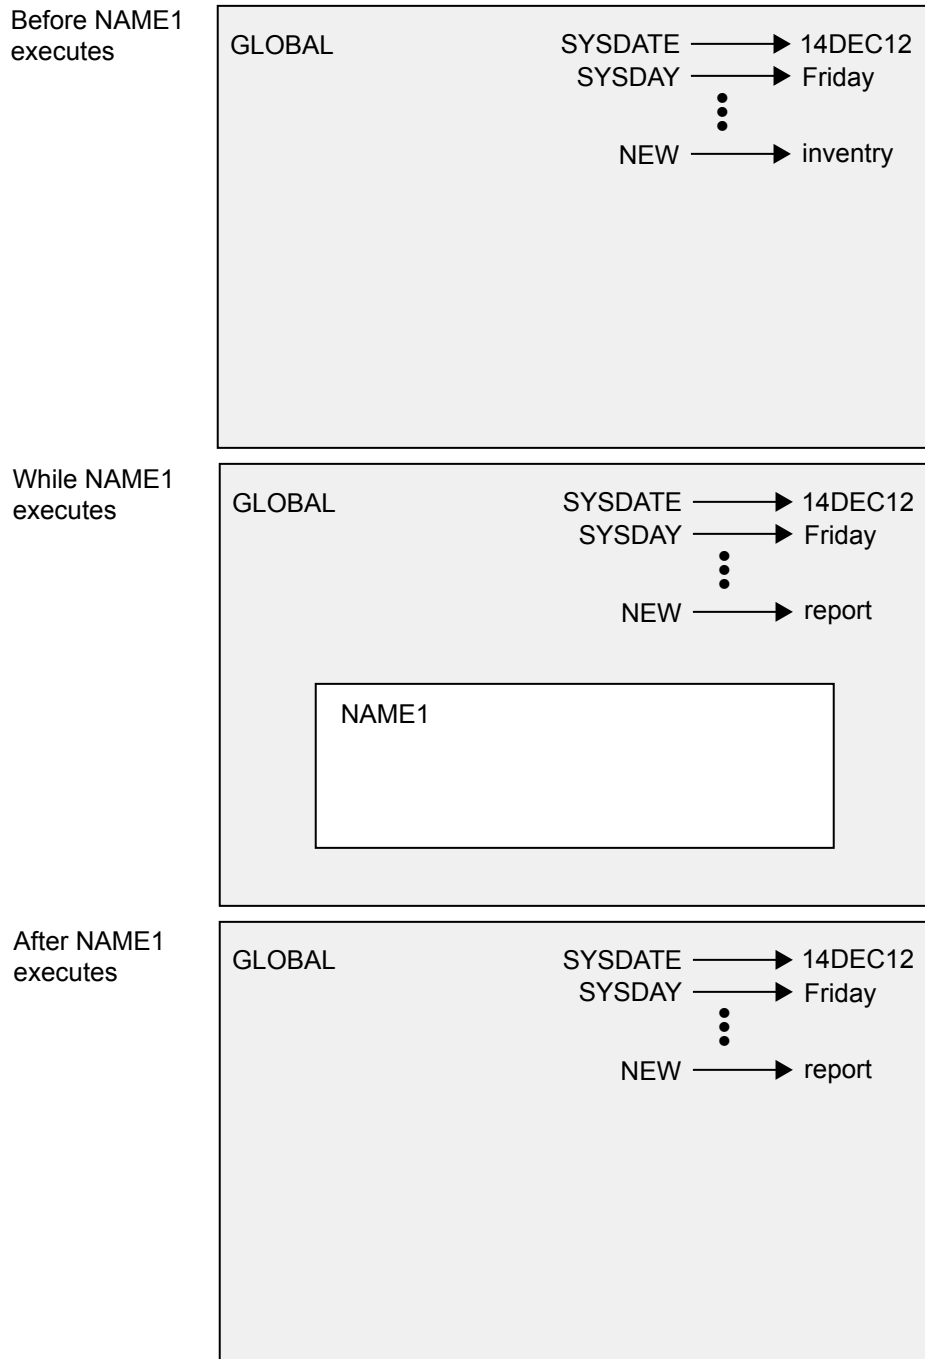 Before NAME1
executes
GLOBAL
SYSDATE 14DEC12
SYSDAY Friday
NEW inventry
While NAME1
executes
GLOBAL
SYSDATE 14DEC12
SYSDAY Friday
NEW report
NAME1
After NAME1
executes
GLOBAL
SYSDATE 14DEC12
SYSDAY Friday
NEW report